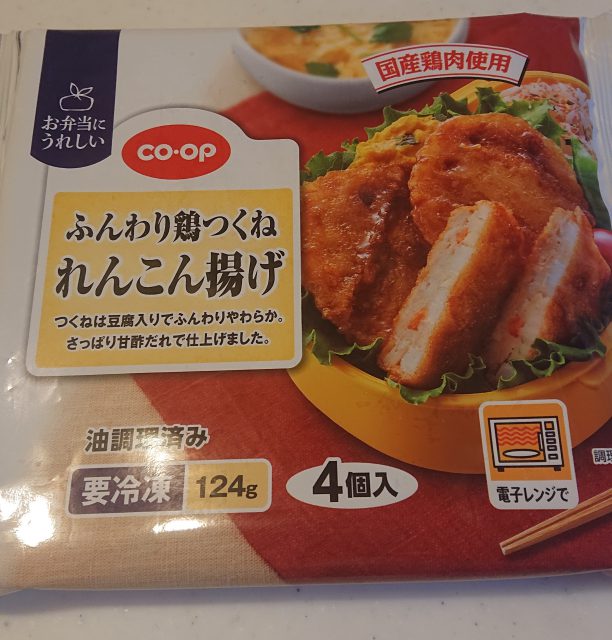 国産鶏肉使用
お弁当に
うれしい
CO·OP
ふんわり鶏つくね
れんこん揚げ
つくねは豆腐入りでふんわりやわらか。
さっぱり甘酢だれで仕上げました。
油調理済み
要冷凍 124g
4個入
電子レンジで
調理